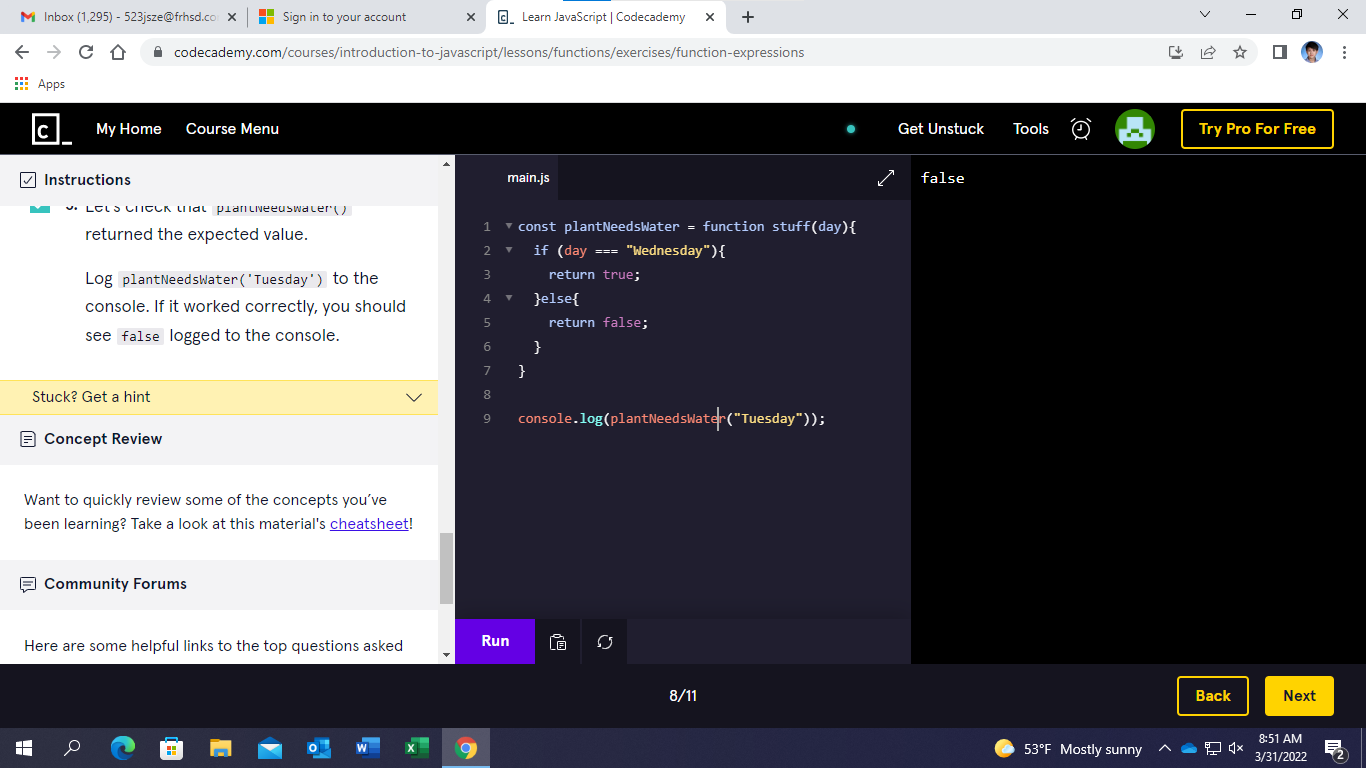 Inbox (1,295) - 523jsze@frhsd.co
Sign in to your account
Learn JavaScript | Codecademy
codecademy.com/courses/introduction-to-javascript/lessons/functions/exercises/function-expressions
Apps
c_
My Home
Course Menu
Get Unstuck
Tools
Try Pro For Free
Instructions
main.js
false
3. Let's check that plantNeedsWater()
returned the expected value.
Log plantNeedsWater('Tuesday') to the
console. If it worked correctly, you should
see false logged to the console.
Stuck? Get a hint
Concept Review
Want to quickly review some of the concepts you've
been learning? Take a look at this material's cheatsheet!
Community Forums
Here are some helpful links to the top questions asked
1 const plantNeedsWater = function stuff(day){
2 if (day === "Wednesday"){
3 return true;
4 }else{
5 return false;
6 }
7 }
8
9 console.log(plantNeedsWater("Tuesday"));
Run
8/11
Back
Next
53°F Mostly sunny
8:51 AM
3/31/2022
2